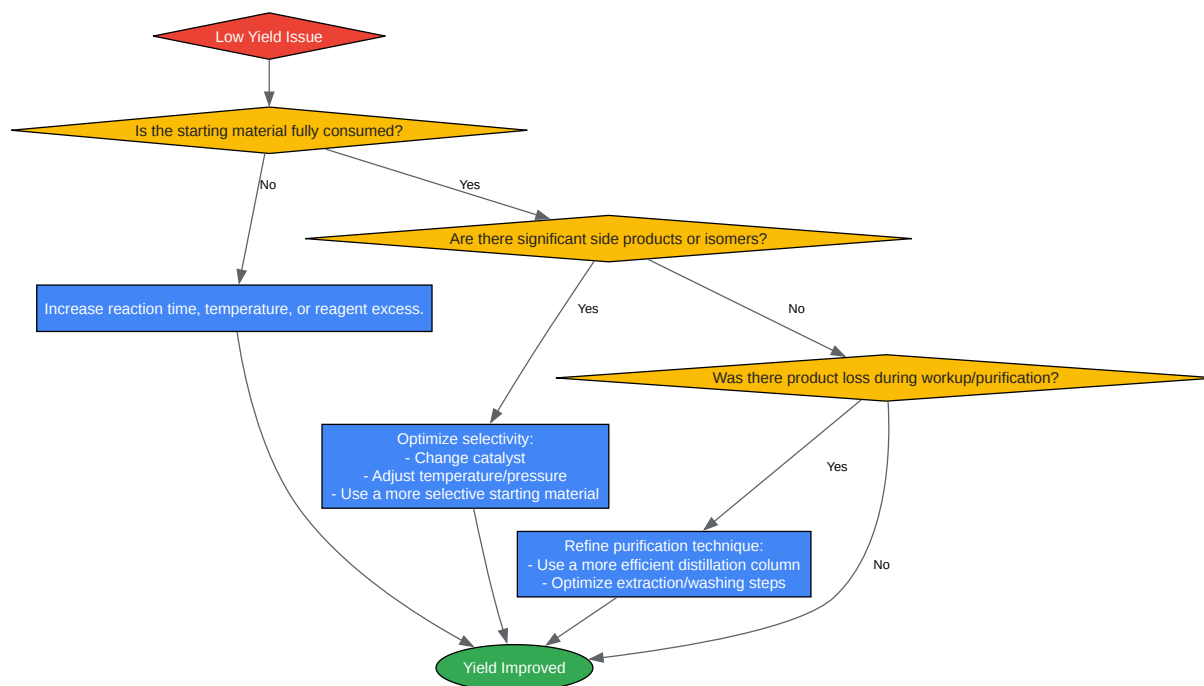 Low Yield Issue
Is the starting material fully consumed?
No
Yes
Are there significant side products or isomers?
Increase reaction time, temperature, or reagent excess.
Yes
No
Was there product loss during workup/purification?
Optimize selectivity:
- Change catalyst
- Adjust temperature/pressure
- Use a more selective starting material
Yes
Refine purification technique:
- Use a more efficient distillation column
- Optimize extraction/washing steps
No
Yield Improved